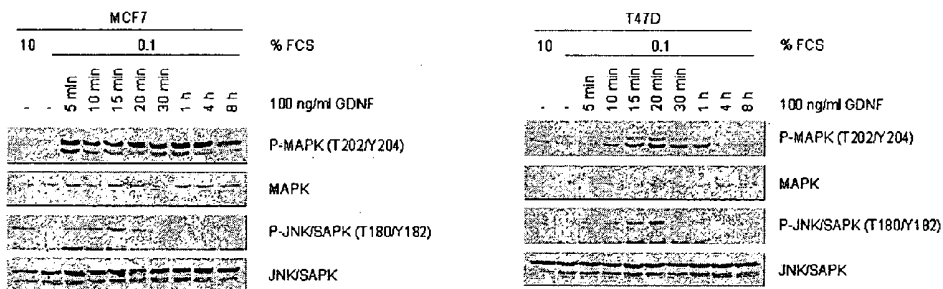 MCF7
10 0.1 % FCS
- - 5 min 10 min 15 min 20 min 30 min 1 h 4 h 8 h 100 ng/ml GDNF
P-MAPK (T202/Y204)
MAPK
P-JNK/SAPK (T180/Y182)
JNK/SAPK
T47D
10 0.1 % FCS
- - 5 min 10 min 15 min 20 min 30 min 1 h 4 h 8 h 100 ng/ml GDNF
P-MAPK (T202/Y204)
MAPK
P-JNK/SAPK (T180/Y182)
JNK/SAPK